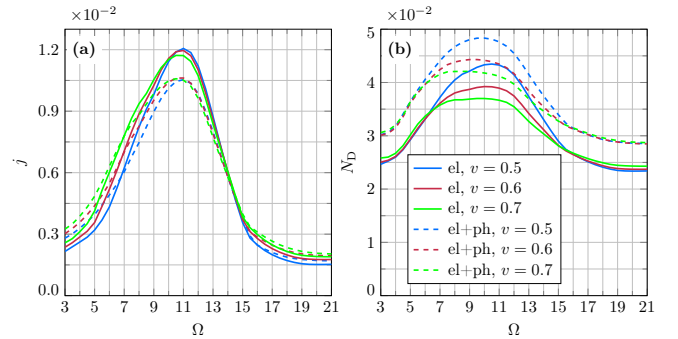 ×10⁻²
(a)
1.2
0.9
0.6
0.3
0.0
j
3 5 7 9 11 13 15 17 19 21
Ω
×10⁻²
(b)
5
4
3
2
1
0
N_D
el, v = 0.5
el, v = 0.6
el, v = 0.7
el+ph, v = 0.5
el+ph, v = 0.6
el+ph, v = 0.7
3 5 7 9 11 13 15 17 19 21
Ω